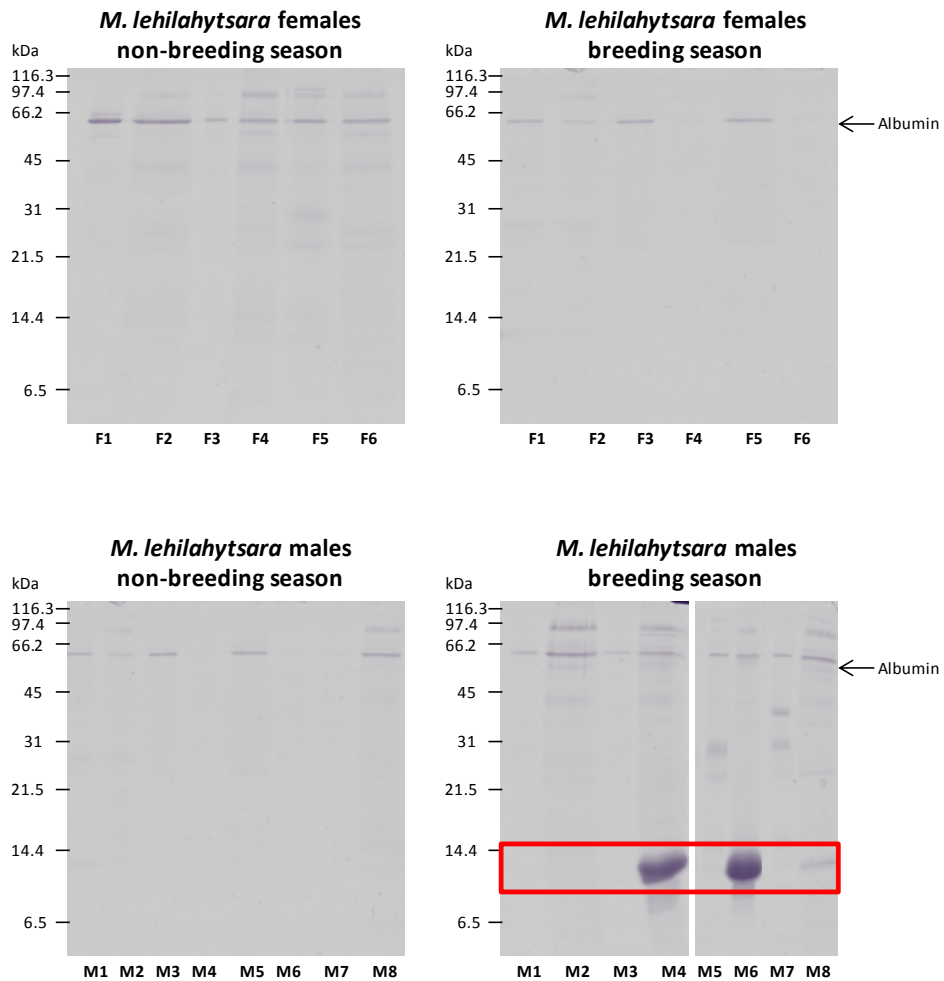 M. lehilahytsara females
non-breeding season
kDa
116.3
97.4
66.2
45
31
21.5
14.4
6.5
F1 F2 F3 F4 F5 F6
M. lehilahytsara females
breeding season
kDa
116.3
97.4
66.2
45
31
21.5
14.4
6.5
Albumin
F1 F2 F3 F4 F5 F6
M. lehilahytsara males
non-breeding season
kDa
116.3
97.4
66.2
45
31
21.5
14.4
6.5
M1 M2 M3 M4 M5 M6 M7 M8
M. lehilahytsara males
breeding season
kDa
116.3
97.4
66.2
45
31
21.5
14.4
6.5
Albumin
M1 M2 M3 M4 M5 M6 M7 M8